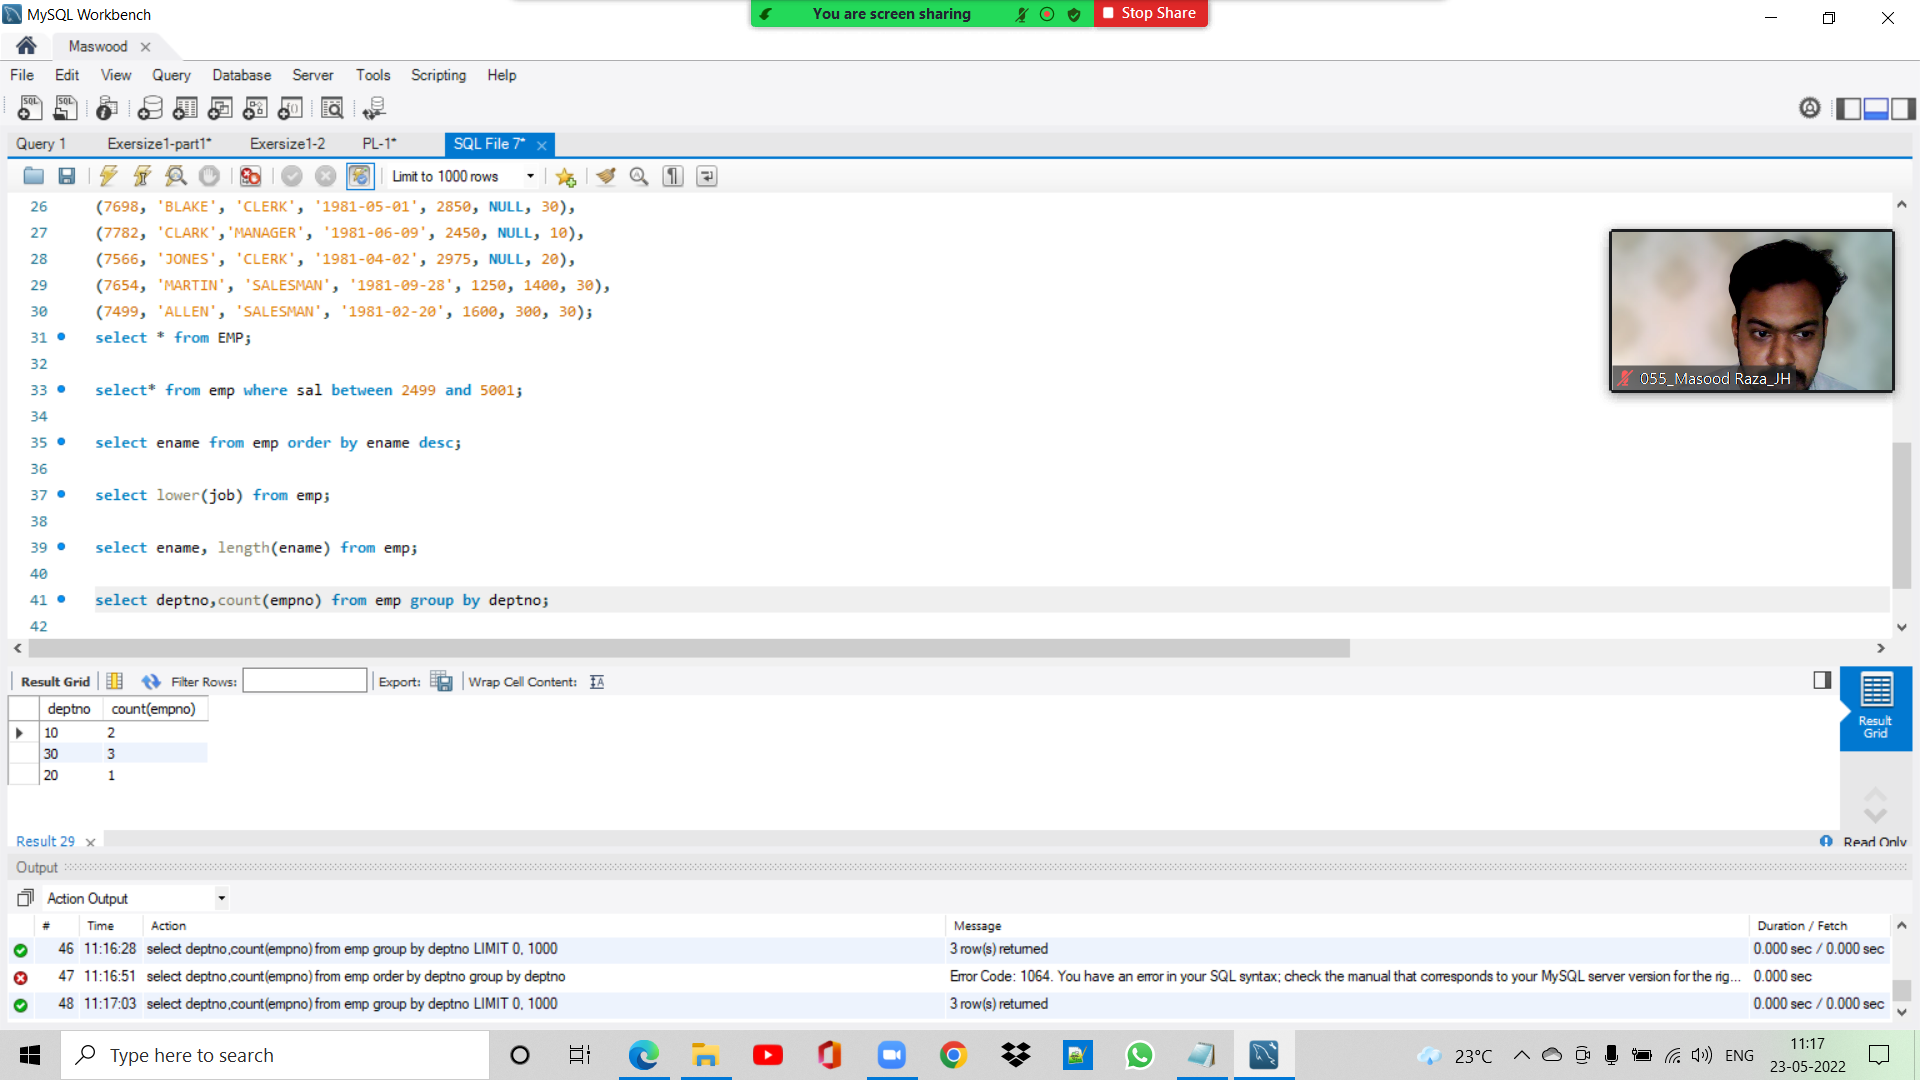 MySQL Workbench
You are screen sharing
Stop Share
Maswood
File Edit View Query Database Server Tools Scripting Help
Query 1 Exersize1-part1* Exersize1-2 PL-1* SQL File 7*
Limit to 1000 rows
26 (7698, 'BLAKE', 'CLERK', '1981-05-01', 2850, NULL, 30),
27 (7782, 'CLARK','MANAGER', '1981-06-09', 2450, NULL, 10),
28 (7566, 'JONES', 'CLERK', '1981-04-02', 2975, NULL, 20),
29 (7654, 'MARTIN', 'SALESMAN', '1981-09-28', 1250, 1400, 30),
30 (7499, 'ALLEN', 'SALESMAN', '1981-02-20', 1600, 300, 30);
31 select * from EMP;
32
33 select* from emp where sal between 2499 and 5001;
34
35 select ename from emp order by ename desc;
36
37 select lower(job) from emp;
38
39 select ename, length(ename) from emp;
40
41 select deptno,count(empno) from emp group by deptno;
42
055_Masood Raza_JH
Result Grid Filter Rows: Export: Wrap Cell Content:
deptno count(empno)
10 2
30 3
20 1
Result Grid
Result 29
Read Only
Output
Action Output
# Time Action Message Duration / Fetch
46 11:16:28 select deptno,count(empno) from emp group by deptno LIMIT 0, 1000 3 row(s) returned 0.000 sec / 0.000 sec
47 11:16:51 select deptno,count(empno) from emp order by deptno group by deptno Error Code: 1064. You have an error in your SQL syntax; check the manual that corresponds to your MySQL server version for the rig... 0.000 sec
48 11:17:03 select deptno,count(empno) from emp group by deptno LIMIT 0, 1000 3 row(s) returned 0.000 sec / 0.000 sec
Type here to search
23°C ENG
11:17
23-05-2022